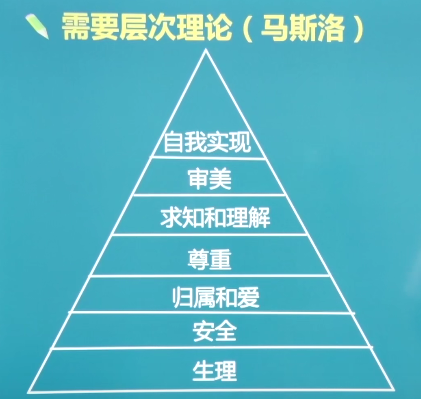 需要层次理论（马斯洛）
自我实现
审美
求知和理解
尊重
归属和爱
安全
生理